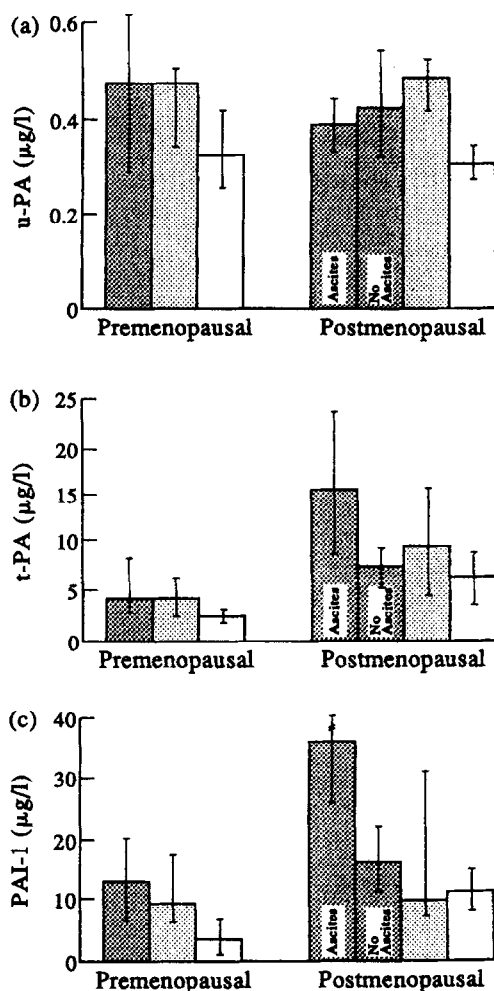 (a)
u-PA (µg/l)
0.6
0.4
0.2
0
Ascites
No
Ascites
Premenopausal Postmenopausal
(b)
t-PA (µg/l)
25
20
15
10
5
0
Ascites
No
Ascites
Premenopausal Postmenopausal
(c)
PAI-1 (µg/l)
40
30
20
10
0
*
Ascites
No
Ascites
Premenopausal Postmenopausal